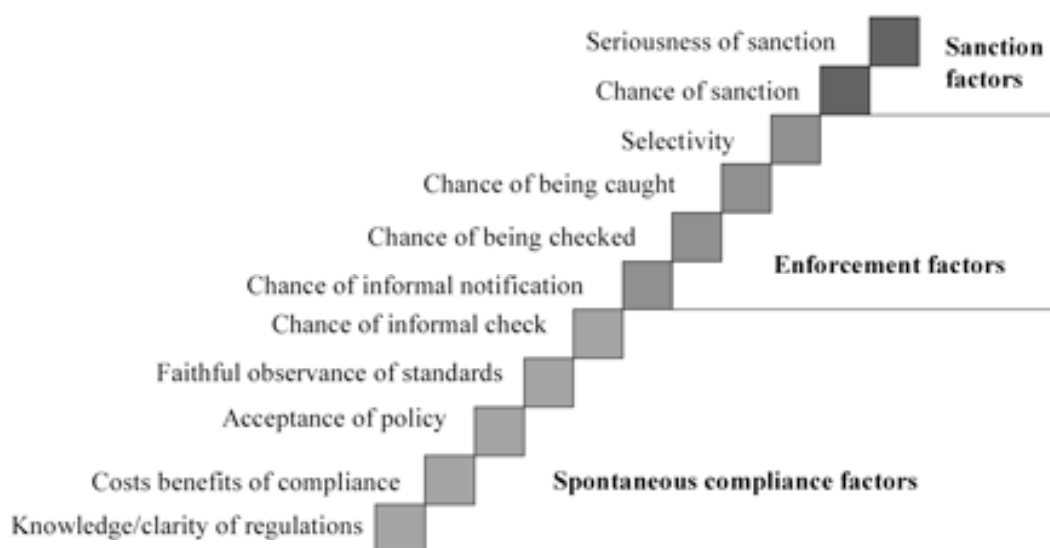 Seriousness of sanction
Sanction
factors
Chance of sanction
Selectivity
Chance of being caught
Chance of being checked
Enforcement factors
Chance of informal notification
Chance of informal check
Faithful observance of standards
Acceptance of policy
Costs benefits of compliance
Spontaneous compliance factors
Knowledge/clarity of regulations